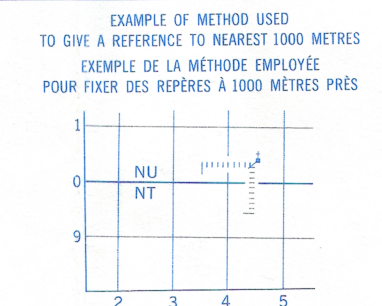 EXAMPLE OF METHOD USED
TO GIVE A REFERENCE TO NEAREST 1000 METRES
EXEMPLE DE LA MÉTHODE EMPLOYÉE
POUR FIXER DES REPÈRES À 1000 MÈTRES PRÈS
1
NU
0
NT
9
2 3 4 5